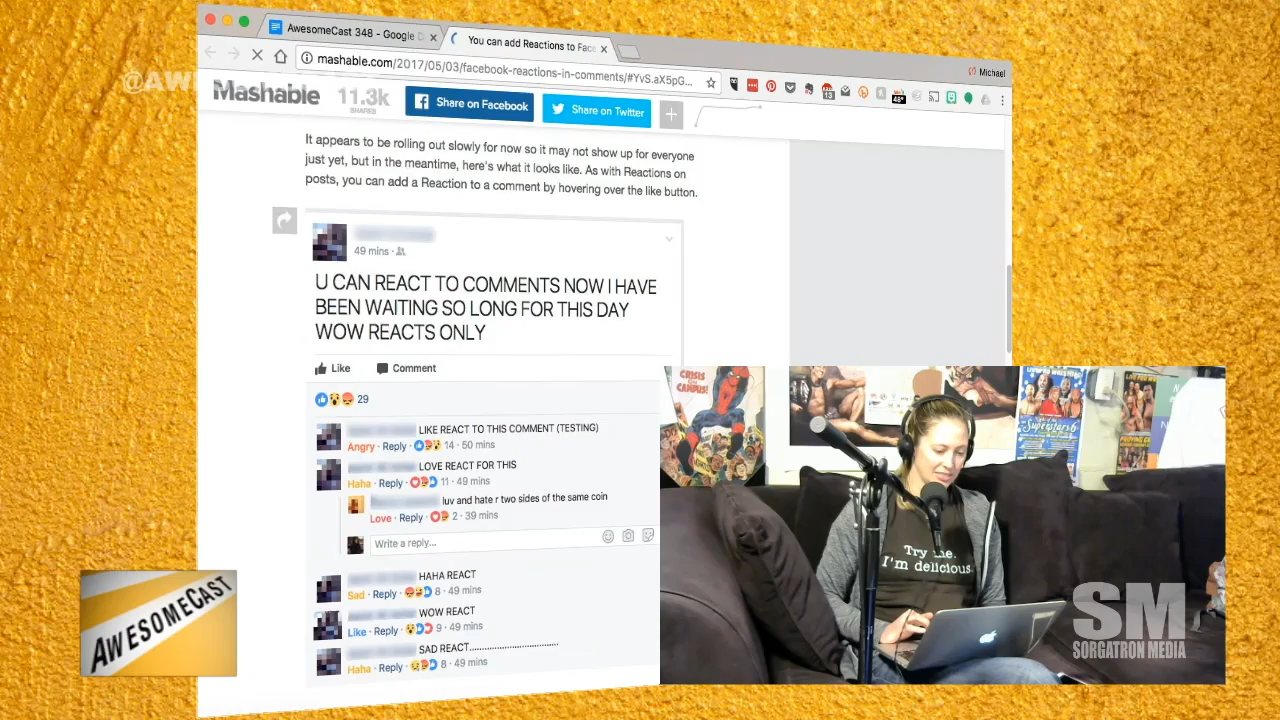 AwesomeCast 348 - Google D
You can add Reactions to Fac
Michael
mashable.com/2017/05/03/facebook-reactions-in-comments/#YvS.aX5pG...
@AW
Mashable
11.3k
SHARES
Share on Facebook
Share on Twitter
It appears to be rolling out slowly for now so it may not show up for everyone
just yet, but in the meantime, here's what it looks like. As with Reactions on
posts, you can add a Reaction to a comment by hovering over the like button.
49 mins
U CAN REACT TO COMMENTS NOW I HAVE
BEEN WAITING SO LONG FOR THIS DAY
WOW REACTS ONLY
Like
Comment
29
LIKE REACT TO THIS COMMENT (TESTING)
Angry · Reply · 14 · 50 mins
LOVE REACT FOR THIS
Haha · Reply · 11 · 49 mins
luv and hate r two sides of the same coin
Love · Reply · 2 · 39 mins
Write a reply...
HAHA REACT
Sad · Reply · 8 · 49 mins
WOW REACT
Like · Reply · 9 · 49 mins
SAD REACT.................................
Haha · Reply · 8 · 49 mins
CRISIS
CAMPUS!
Superstars 6
Try me.
I'm delicious.
AWESOMECAST
SM
SORGATRON MEDIA